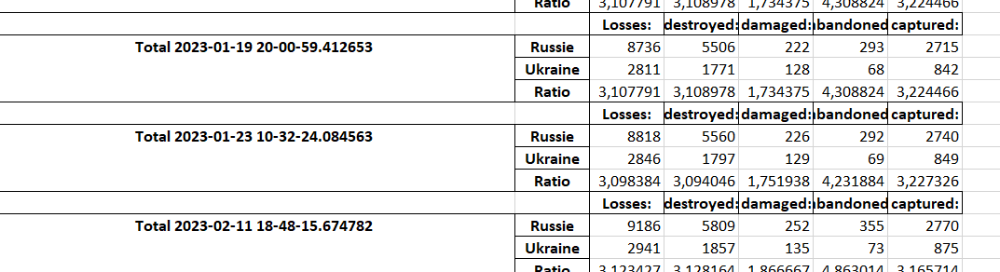 Ratio 3,107791 3,108978 1,734375 4,308824 3,224466
Losses: destroyed: damaged: bandoned captured:
Total 2023-01-19 20-00-59.412653 Russie 8736 5506 222 293 2715
Ukraine 2811 1771 128 68 842
Ratio 3,107791 3,108978 1,734375 4,308824 3,224466
Losses: destroyed: damaged: bandoned captured:
Total 2023-01-23 10-32-24.084563 Russie 8818 5560 226 292 2740
Ukraine 2846 1797 129 69 849
Ratio 3,098384 3,094046 1,751938 4,231884 3,227326
Losses: destroyed: damaged: bandoned captured:
Total 2023-02-11 18-48-15.674782 Russie 9186 5809 252 355 2770
Ukraine 2941 1857 135 73 875
Ratio 3,123427 3,128164 1,866667 4,863014 3,165714